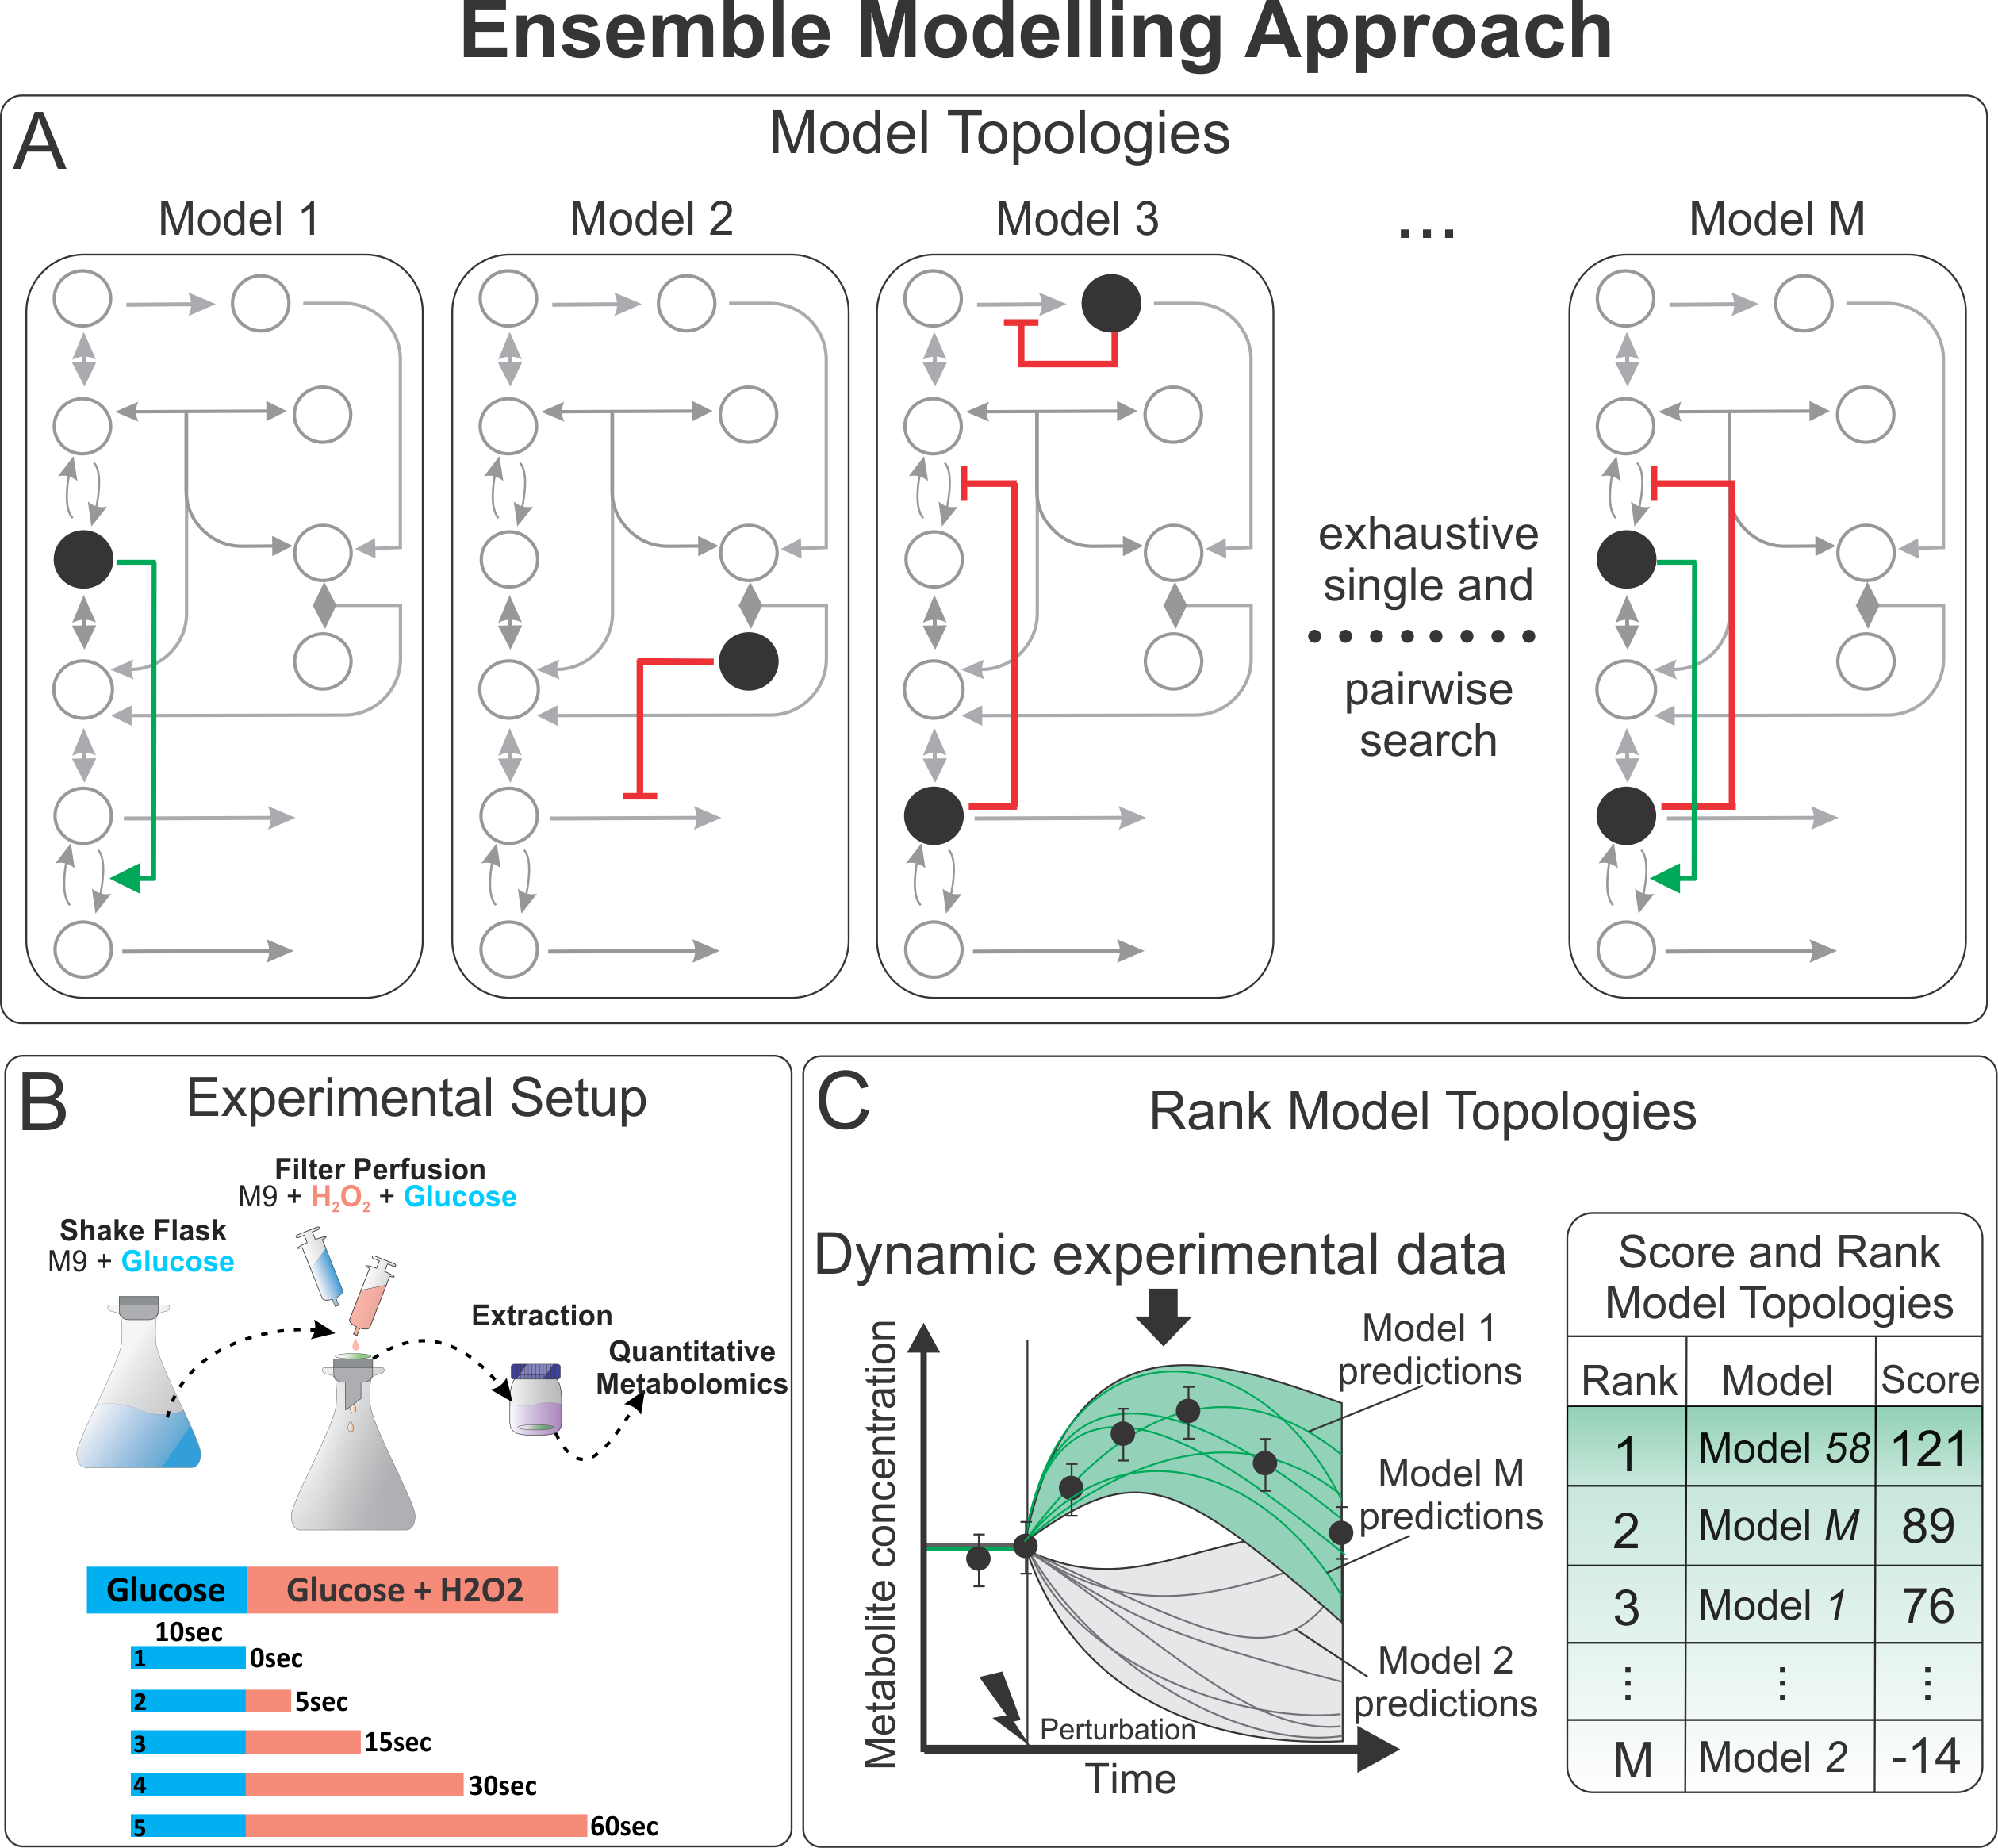 Ensemble Modelling Approach
A
Model Topologies
Model 1
Model 2
Model 3
...
Model M
exhaustive
single and
pairwise
search
B
Experimental Setup
Filter Perfusion
M9 + H2O2 + Glucose
Shake Flask
M9 + Glucose
Extraction
Quantitative
Metabolomics
Glucose
Glucose + H2O2
10sec
1
0sec
2
5sec
3
15sec
4
30sec
5
60sec
C
Rank Model Topologies
Dynamic experimental data
Metabolite concentration
Model 1
predictions
Model M
predictions
Model 2
predictions
Perturbation
Time
Score and Rank
Model Topologies
Rank Model Score
1 Model 58 121
2 Model M 89
3 Model 1 76
⋮ ⋮ ⋮
M Model 2 -14